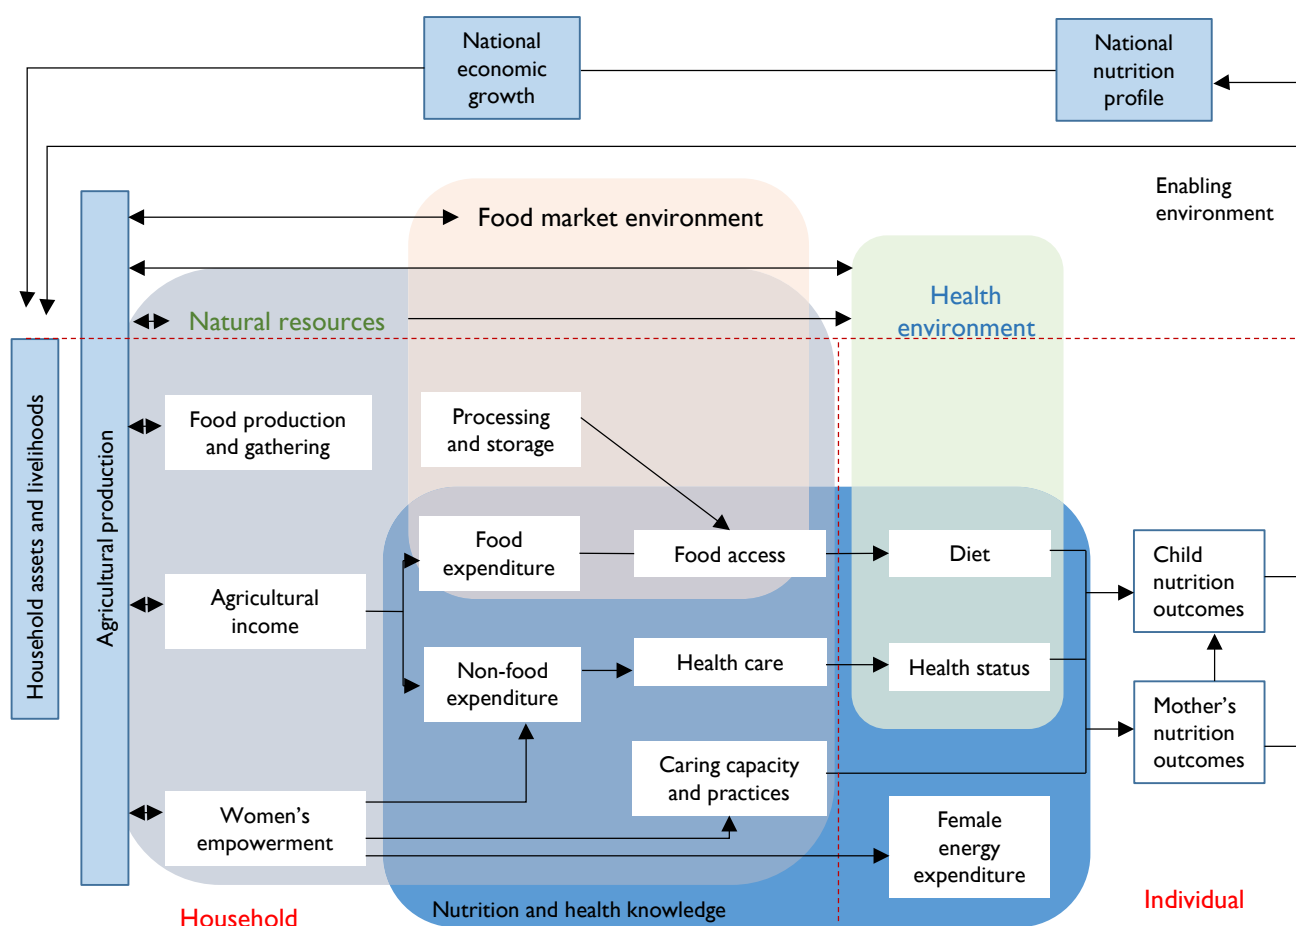 National
economic
growth
National
nutrition
profile
Enabling
environment
Food market environment
Health
environment
Natural resources
Household assets and livelihoods
Agricultural production
Food production
and gathering
Processing
and storage
Food
expenditure
Food access
Diet
Child
nutrition
outcomes
Agricultural
income
Non-food
expenditure
Health care
Health status
Mother’s
nutrition
outcomes
Caring capacity
and practices
Women’s
empowerment
Female
energy
expenditure
Household
Nutrition and health knowledge
Individual